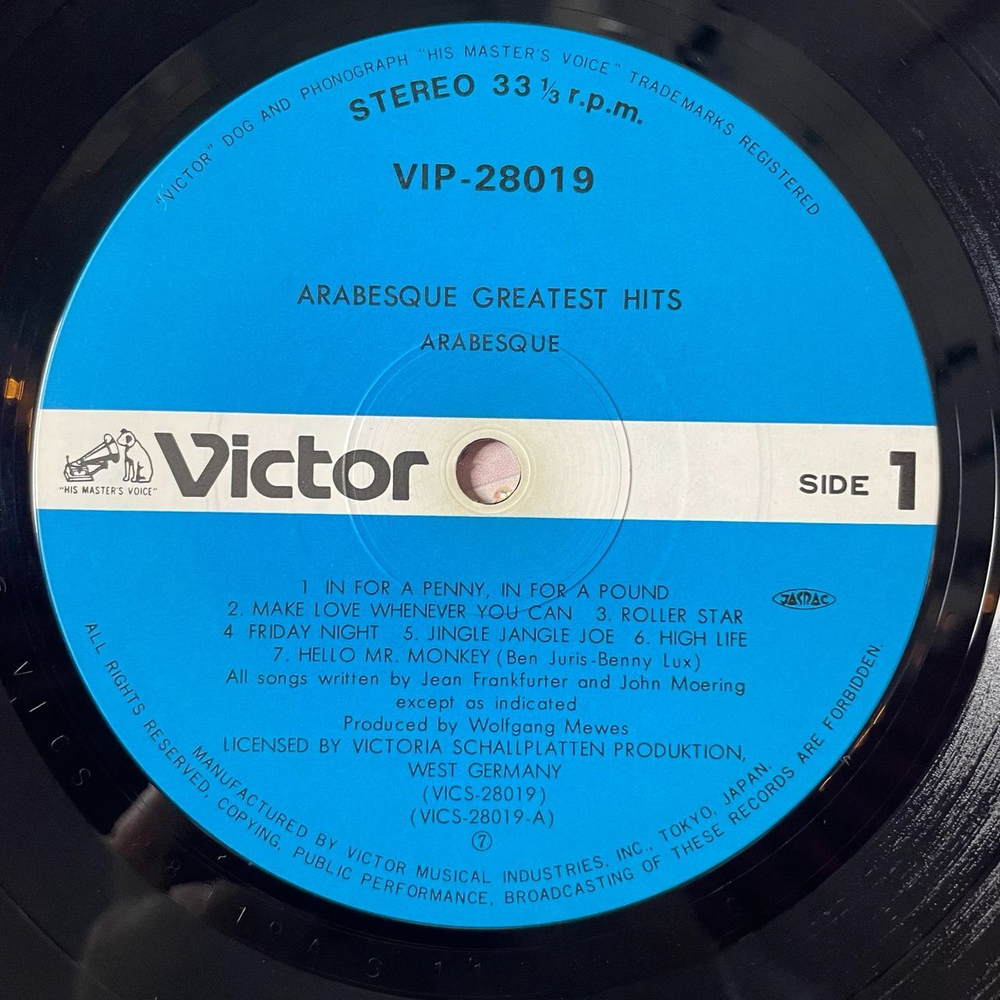 "VICTOR" DOG AND PHONOGRAPH "HIS MASTER'S VOICE" TRADEMARKS REGISTERED
STEREO 33 1/3 r.p.m.
VIP-28019
ARABESQUE GREATEST HITS
ARABESQUE
"HIS MASTER'S VOICE"
Victor
SIDE 1
1 IN FOR A PENNY, IN FOR A POUND
JASRAC
2. MAKE LOVE WHENEVER YOU CAN 3. ROLLER STAR
4 FRIDAY NIGHT 5. JINGLE JANGLE JOE 6. HIGH LIFE
7. HELLO MR. MONKEY (Ben Juris-Benny Lux)
All songs written by Jean Frankfurter and John Moering
except as indicated
Produced by Wolfgang Mewes
LICENSED BY VICTORIA SCHALLPLATTEN PRODUKTION,
WEST GERMANY
(VICS-28019)
(VICS-28019-A)
⑦
MANUFACTURED BY VICTOR MUSICAL INDUSTRIES, INC., TOKYO, JAPAN.
ALL RIGHTS RESERVED, COPYING, PUBLIC PERFORMANCE, BROADCASTING OF THESE RECORDS ARE FORBIDDEN.